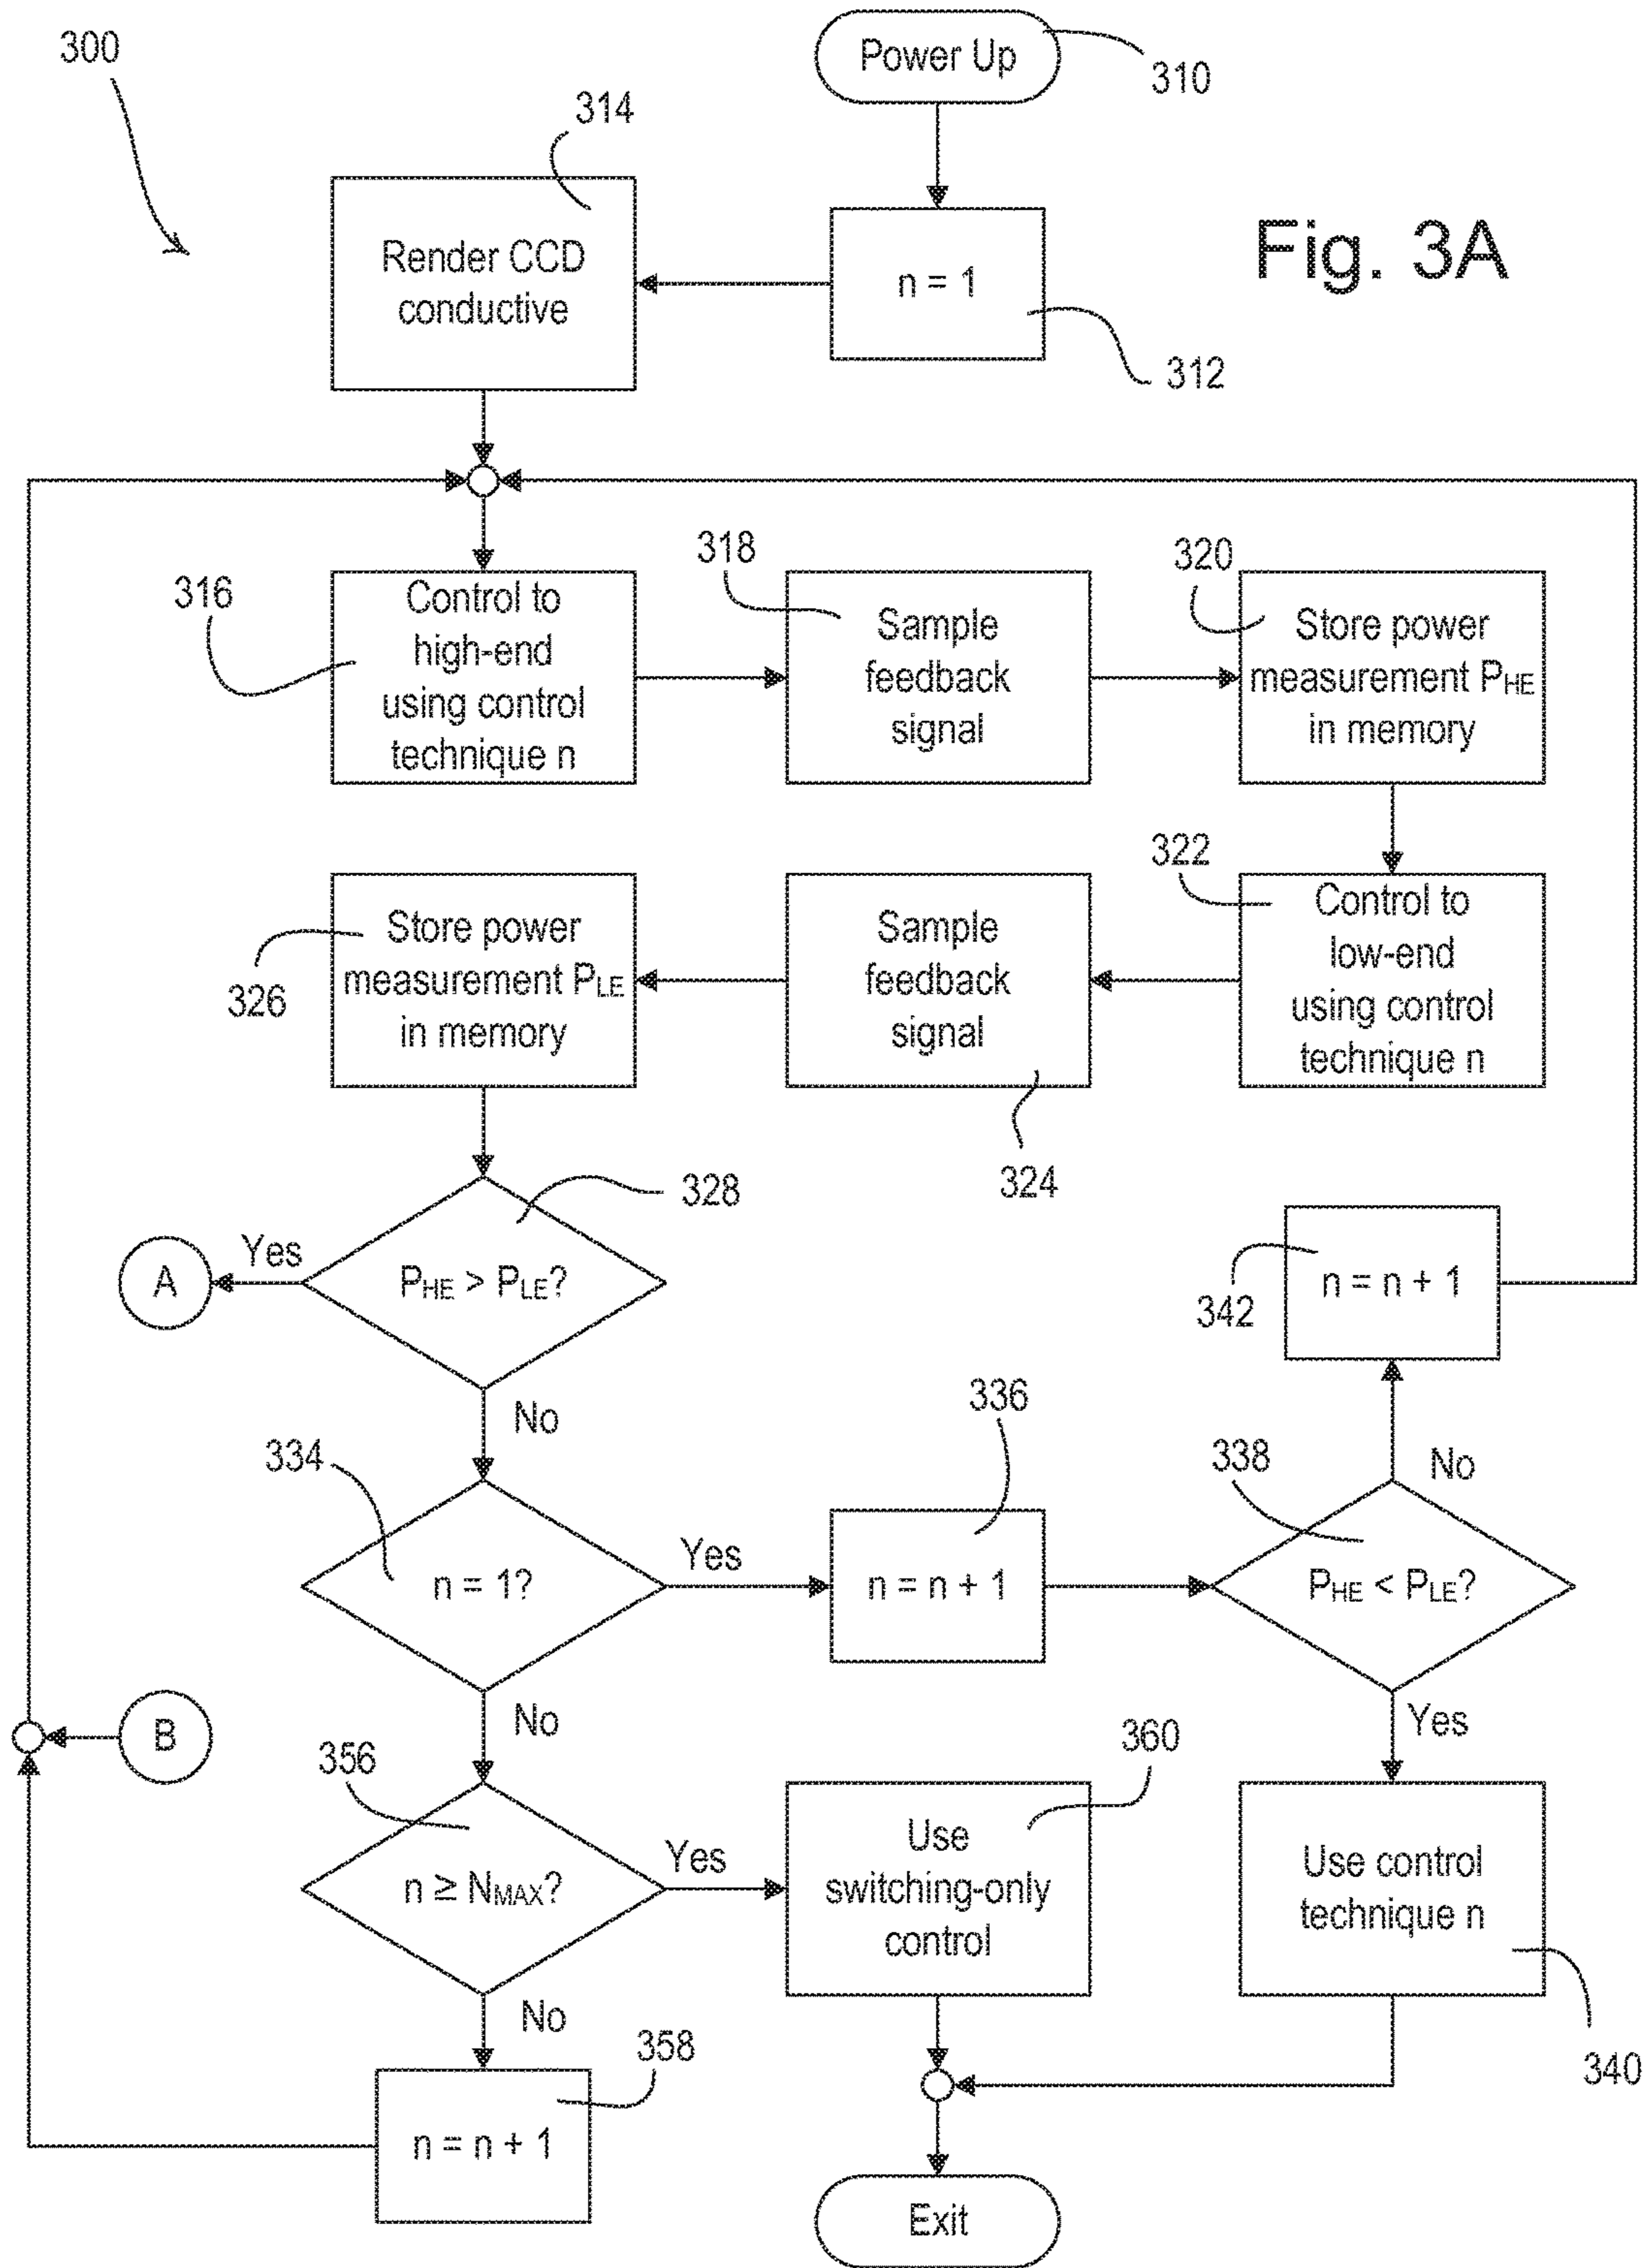 300
Power Up
310
314
Render CCD
conductive
n = 1
312
Fig. 3A
316
Control to
high-end
using control
technique n
318
Sample
feedback
signal
320
Store power
measurement PHE
in memory
322
Control to
low-end
using control
technique n
Sample
feedback
signal
324
Store power
measurement PLE
in memory
326
328
PHE > PLE?
Yes
A
No
342
n = n + 1
334
n = 1?
Yes
336
n = n + 1
338
No
PHE < PLE?
Yes
No
B
356
n ≥ NMAX?
Yes
360
Use
switching-only
control
Use control
technique n
340
No
358
n = n + 1
Exit